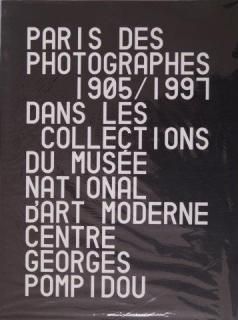 PARIS DES
PHOTOGRAPHES
1905/1997
DANS LES
COLLECTIONS
DU MUSÉE
NATIONAL
D'ART MODERNE
CENTRE
GEORGES
POMPIDOU